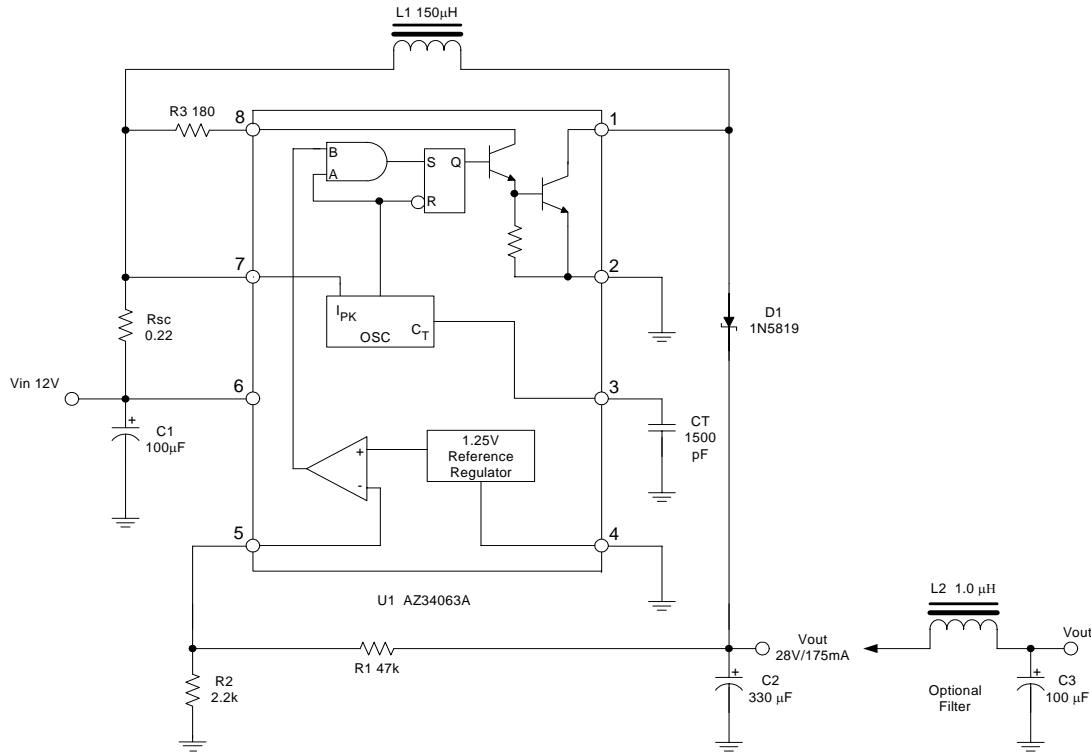 L1 150μH
R3 180
8
1
B
A
S
Q
R
7
2
IPK
OSC
CT
Rsc
0.22
D1
1N5819
Vin 12V
6
3
+
C1
100μF
CT
1500
pF
1.25V
Reference
Regulator
+
-
5
4
U1 AZ34063A
L2 1.0 μH
Vout
28V/175mA
Vout
R1 47k
R2
2.2k
+
C2
330 μF
Optional
Filter
+
C3
100 μF